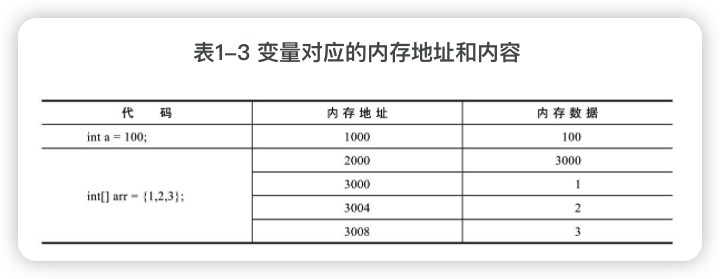 表1-3 变量对应的内存地址和内容
代 码 内存地址 内存数据
int a = 100; 1000 100
2000 3000
3000 1
int[] arr = {1,2,3};
3004 2
3008 3